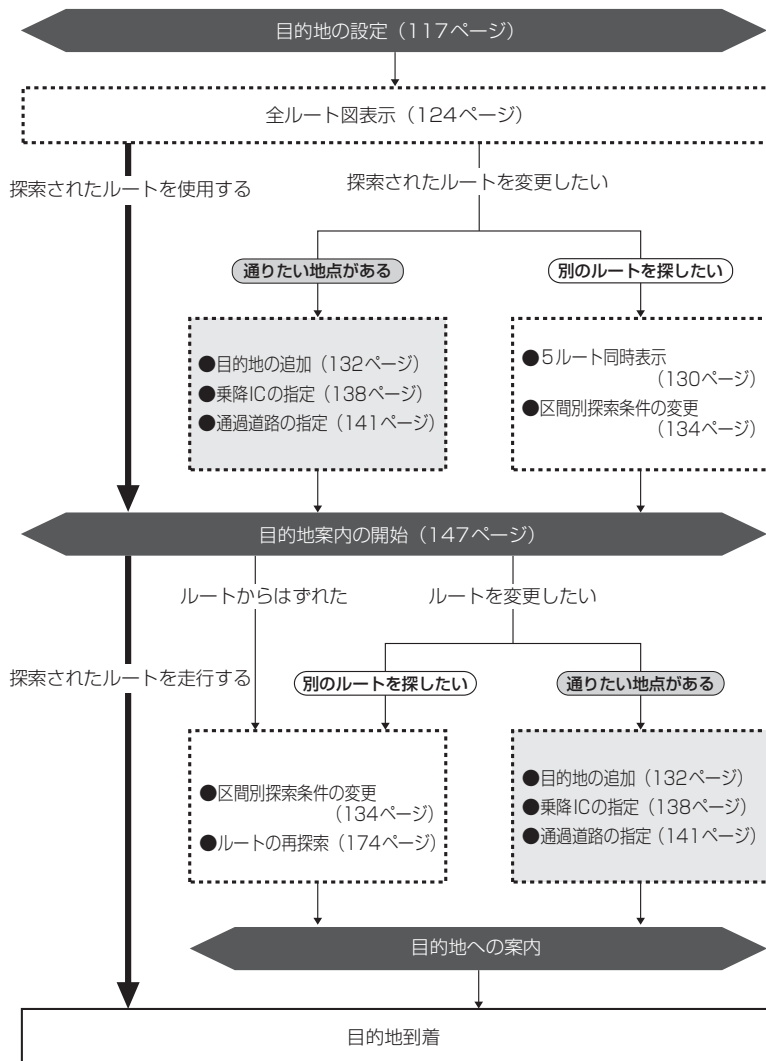 目的地の設定（117ページ）
全ルート図表示（124ページ）
探索されたルートを使用する
探索されたルートを変更したい
通りたい地点がある
別のルートを探したい
●目的地の追加（132ページ）
●乗降ICの指定（138ページ）
●通過道路の指定（141ページ）
●5ルート同時表示
（130ページ）
●区間別探索条件の変更
（134ページ）
目的地案内の開始（147ページ）
ルートからはずれた
ルートを変更したい
探索されたルートを走行する
別のルートを探したい
通りたい地点がある
●区間別探索条件の変更
（134ページ）
●ルートの再探索（174ページ）
●目的地の追加（132ページ）
●乗降ICの指定（138ページ）
●通過道路の指定（141ページ）
目的地への案内
目的地到着